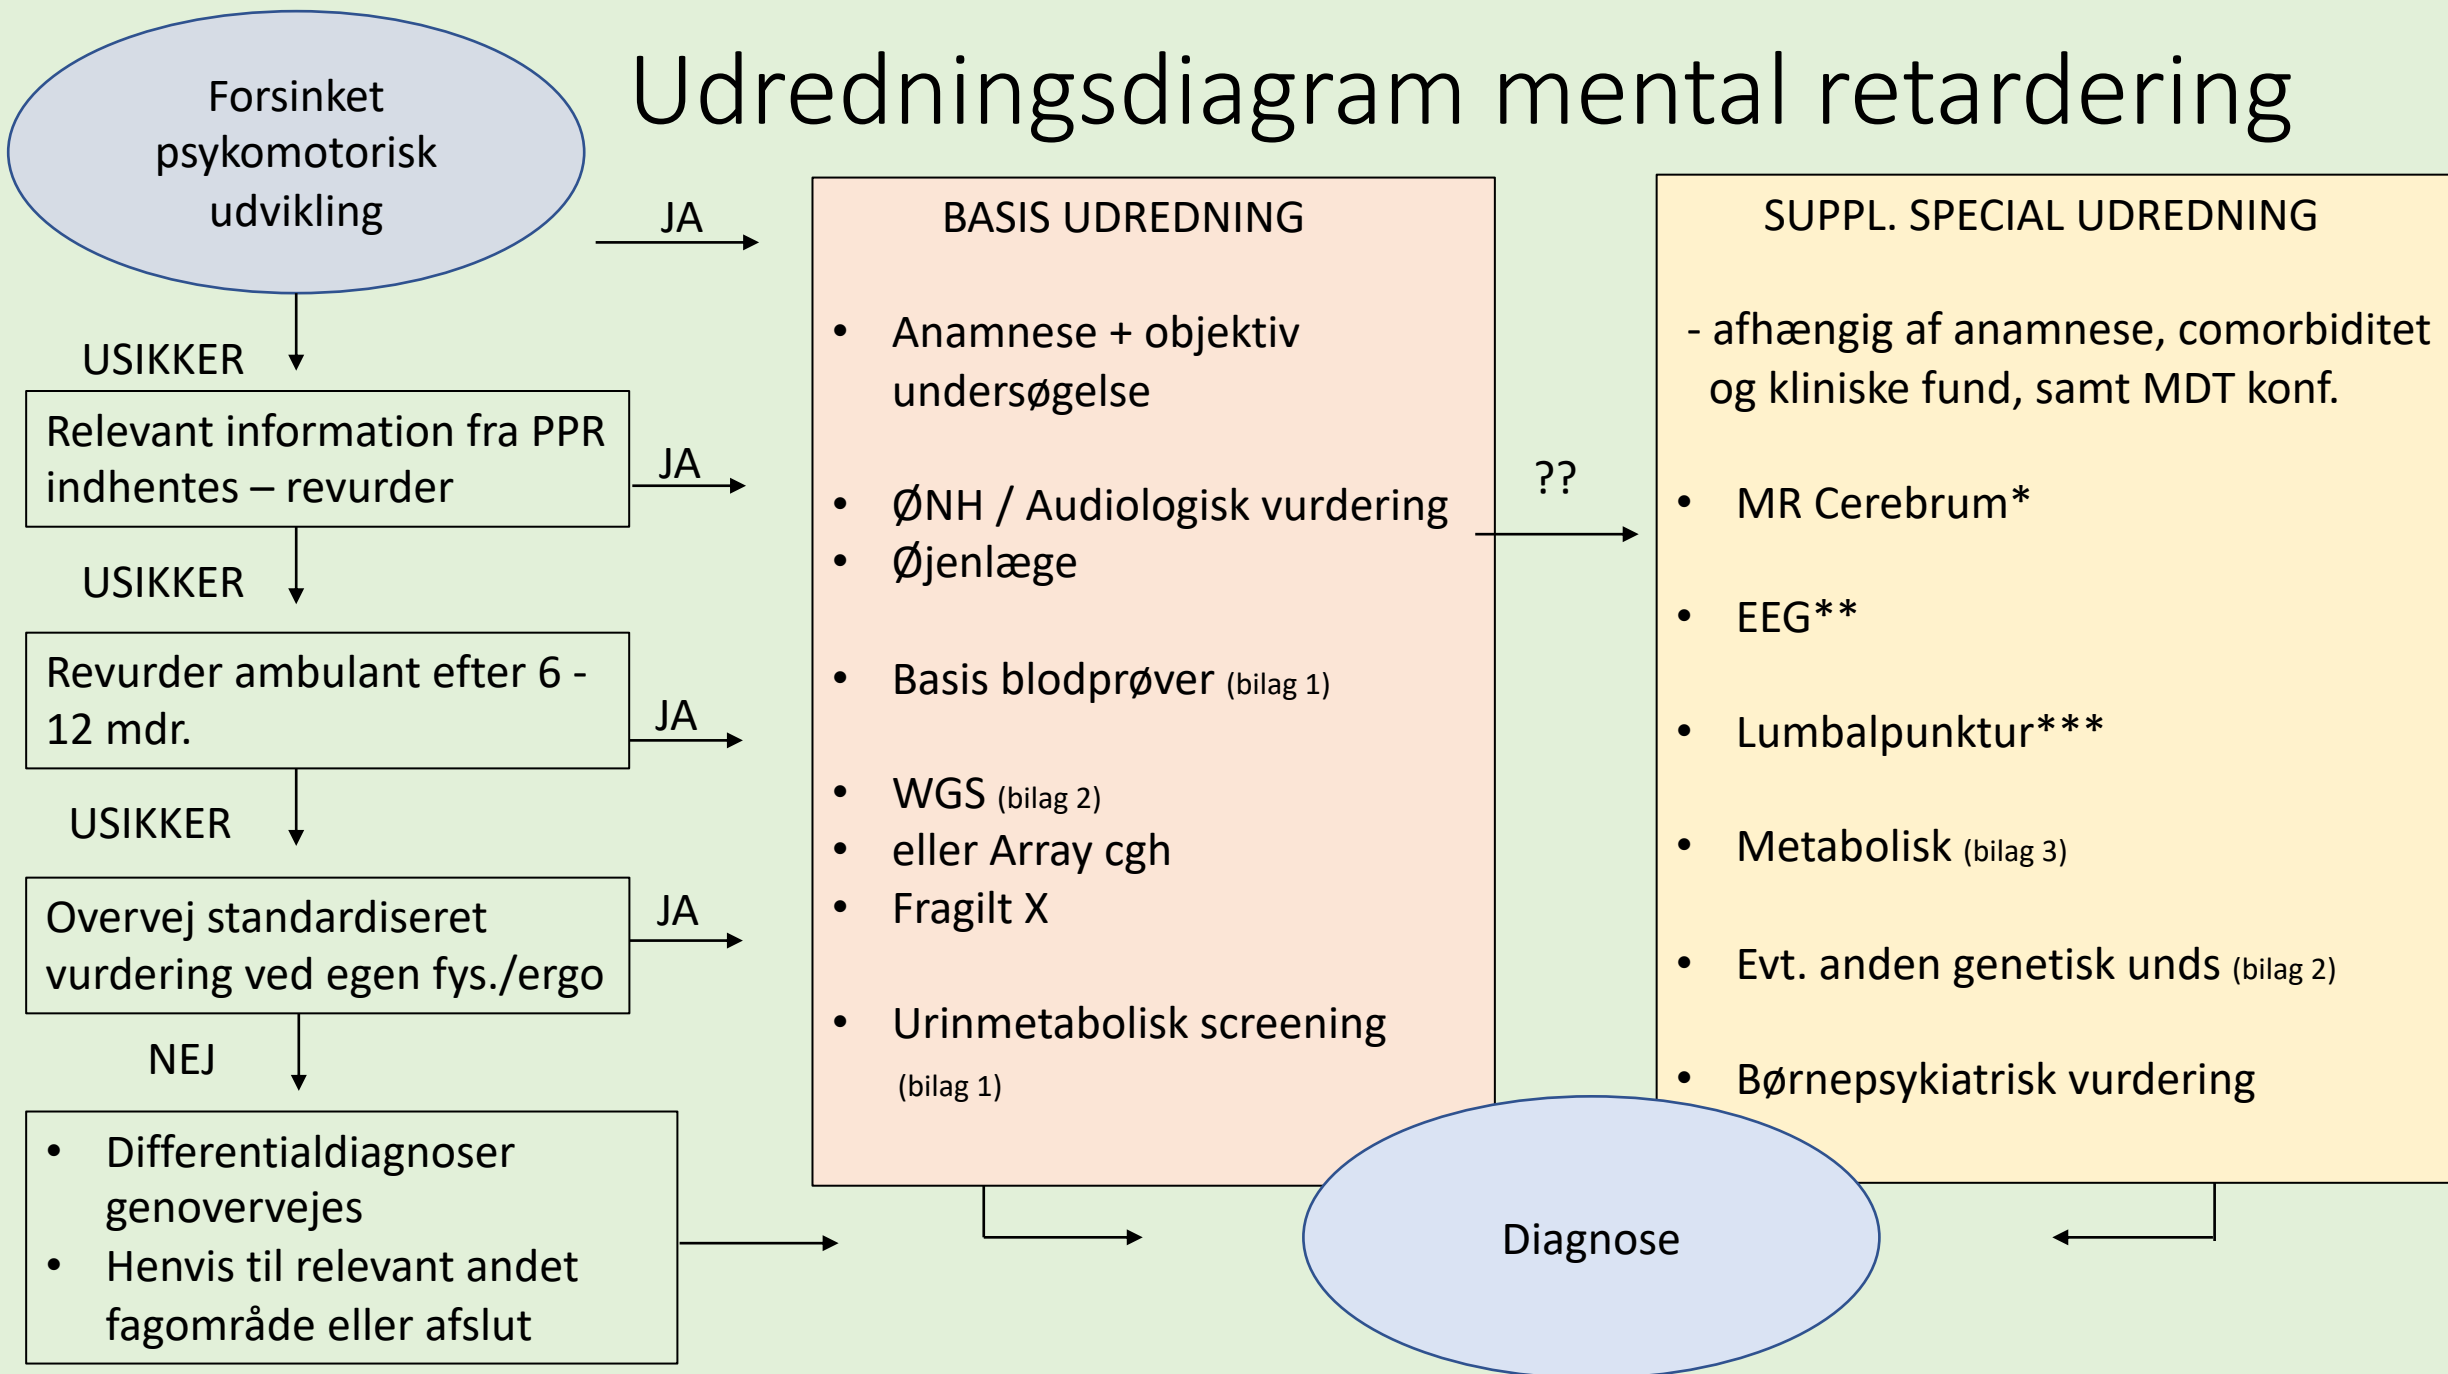 Udredningsdiagram mental retardering
Forsinket
psykomotorisk
udvikling
JA
USIKKER
Relevant information fra PPR
indhentes – revurder
JA
USIKKER
Revurder ambulant efter 6 -
12 mdr.
JA
USIKKER
Overvej standardiseret
vurdering ved egen fys./ergo
JA
NEJ
• Differentialdiagnoser
genovervejes
• Henvis til relevant andet
fagområde eller afslut
BASIS UDREDNING
• Anamnese + objektiv
undersøgelse
• ØNH / Audiologisk vurdering
• Øjenlæge
• Basis blodprøver (bilag 1)
• WGS (bilag 2)
• eller Array cgh
• Fragilt X
• Urinmetabolisk screening
(bilag 1)
??
SUPPL. SPECIAL UDREDNING
- afhængig af anamnese, comorbiditet
og kliniske fund, samt MDT konf.
• MR Cerebrum*
• EEG**
• Lumbalpunktur***
• Metabolisk (bilag 3)
• Evt. anden genetisk unds (bilag 2)
• Børnepsykiatrisk vurdering
Diagnose